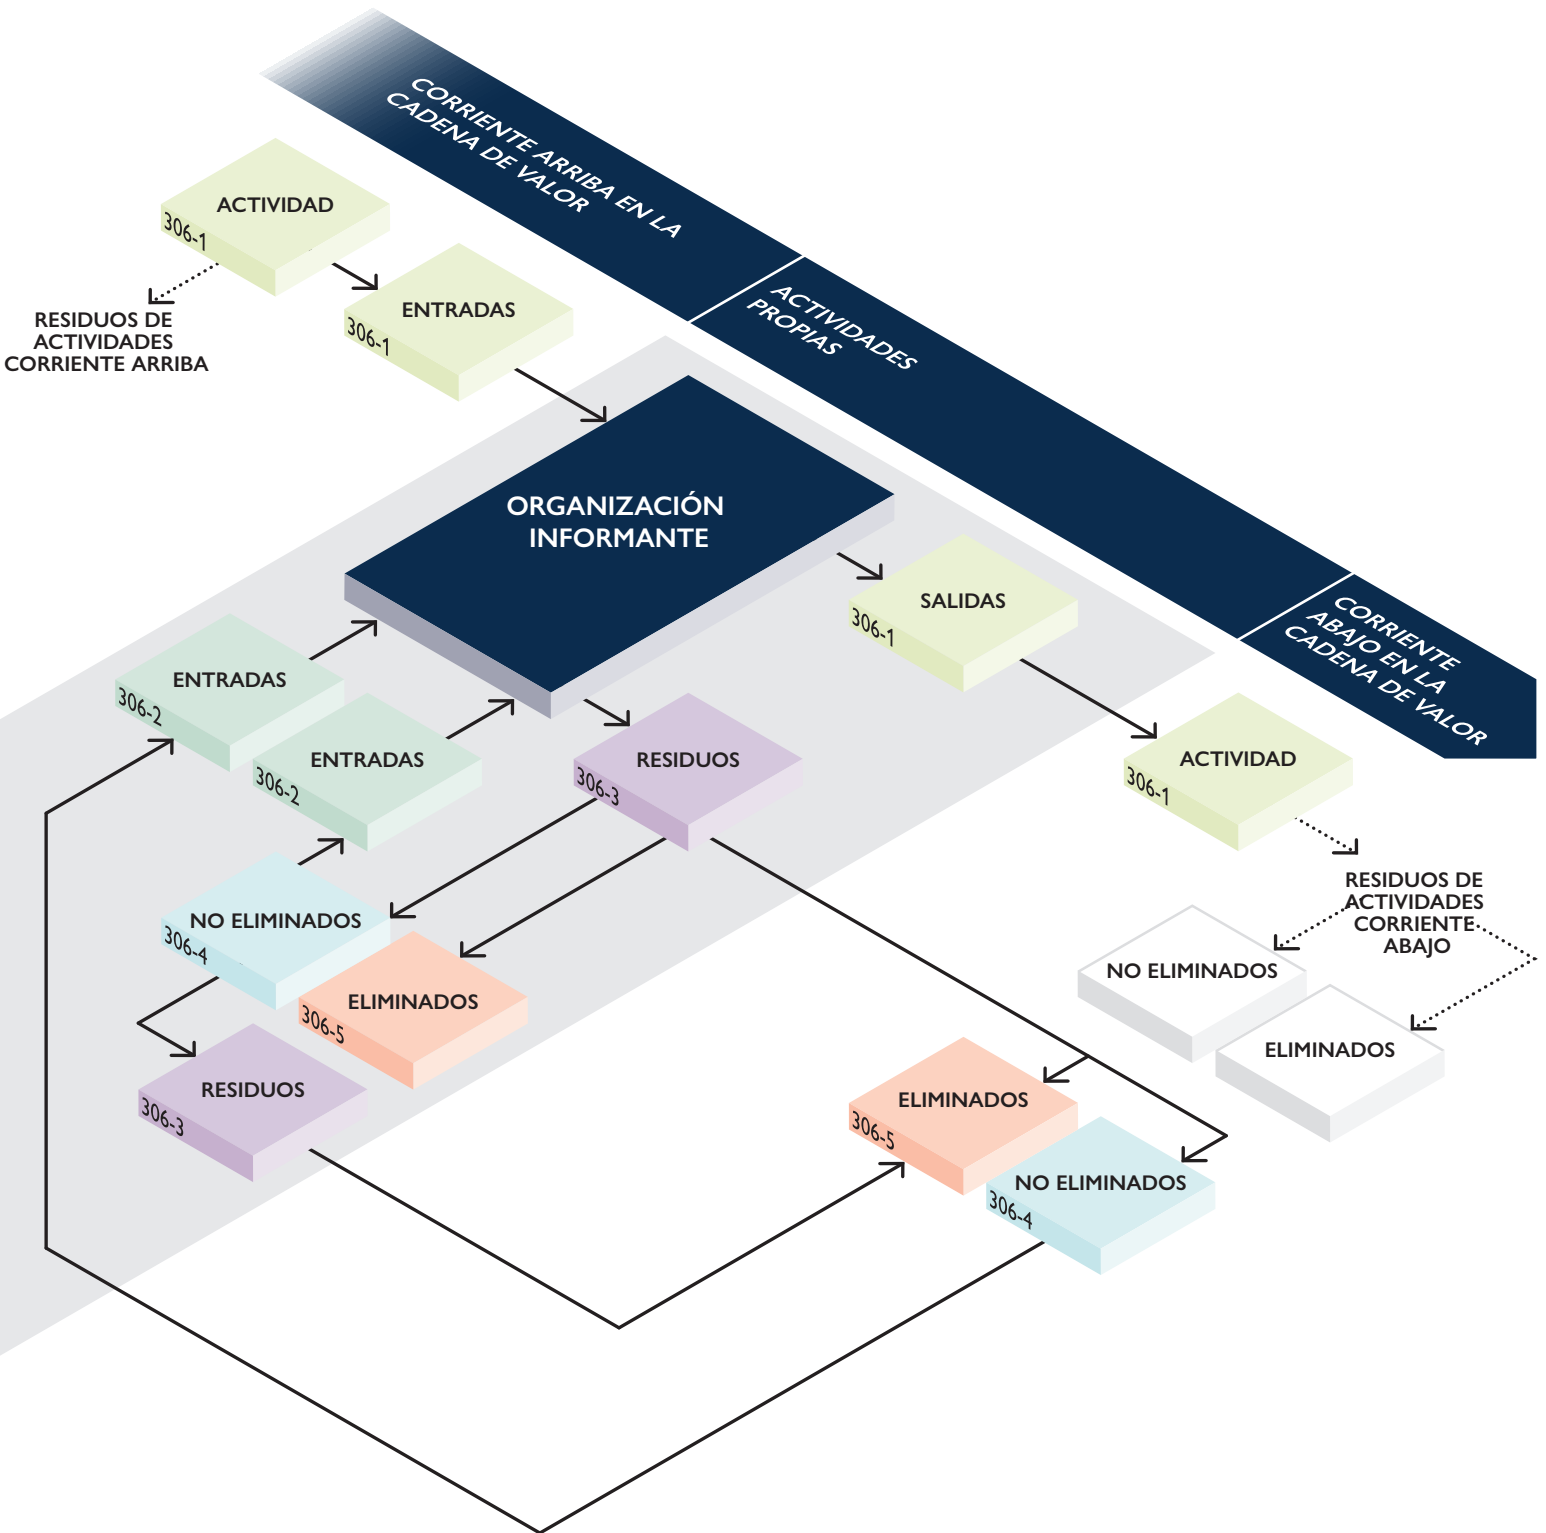 CORRIENTE ARRIBA EN LA
CADENA DE VALOR
ACTIVIDAD
306-1
RESIDUOS DE
ACTIVIDADES
CORRIENTE ARRIBA
ENTRADAS
306-1
ACTIVIDADES
PROPIAS
ORGANIZACIÓN
INFORMANTE
SALIDAS
306-1
CORRIENTE
ABAJO EN LA
CADENA DE VALOR
ENTRADAS
306-2
ENTRADAS
306-2
RESIDUOS
306-3
ACTIVIDAD
306-1
RESIDUOS DE
ACTIVIDADES
CORRIENTE
ABAJO
NO ELIMINADOS
306-4
ELIMINADOS
306-5
NO ELIMINADOS
ELIMINADOS
RESIDUOS
306-3
ELIMINADOS
306-5
NO ELIMINADOS
306-4